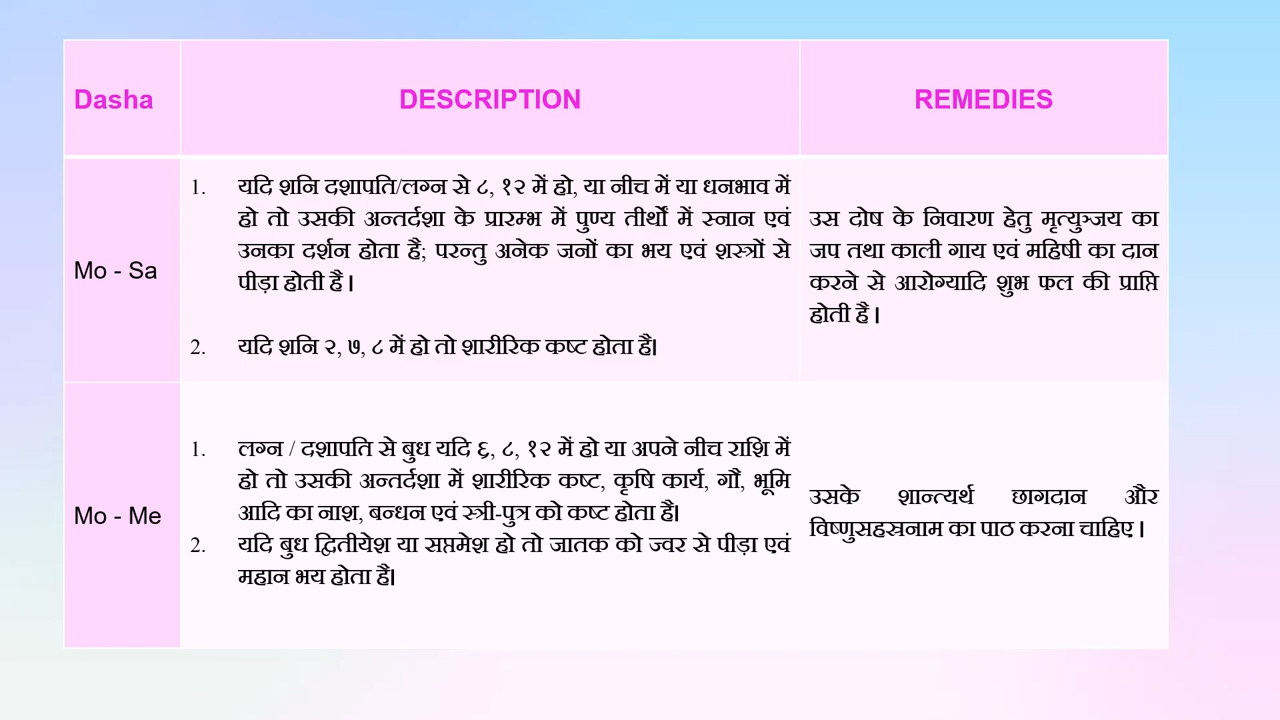 Dasha DESCRIPTION REMEDIES
Mo - Sa
1. यदि शनि दशापति/लग्न से ८, १२ में हो, या नीच में या धनभाव में
हो तो उसकी अन्तर्दशा के प्रारम्भ में पुण्य तीर्थों में स्नान एवं
उनका दर्शन होता है; परन्तु अनेक जनों का भय एवं शस्त्रों से
पीड़ा होती है ।
2. यदि शनि २, ७, ८ में हो तो शारीरिक कष्ट होता है।
उस दोष के निवारण हेतु मृत्युञ्जय का
जप तथा काली गाय एवं महिषी का दान
करने से आरोग्यादि शुभ फल की प्राप्ति
होती है ।
Mo - Me
1. लग्न / दशापति से बुध यदि ६, ८, १२ में हो या अपने नीच राशि में
हो तो उसकी अन्तर्दशा में शारीरिक कष्ट, कृषि कार्य, गौ, भूमि
आदि का नाश, बन्धन एवं स्त्री-पुत्र को कष्ट होता है।
2. यदि बुध द्वितीयेश या सप्तमेश हो तो जातक को ज्वर से पीड़ा एवं
महान भय होता है।
उसके शान्त्यर्थ छागदान और
विष्णुसहस्रनाम का पाठ करना चाहिए ।